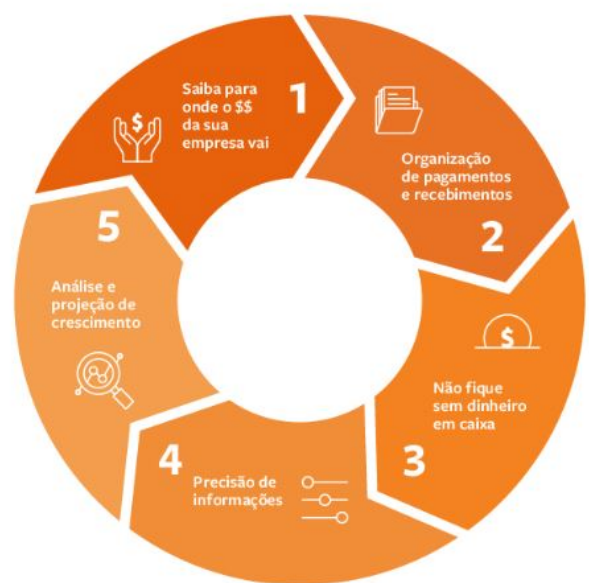 1
Saiba para
onde o $$
da sua
empresa vai
$
Organização
de pagamentos
e recebimentos
2
$
Não fique
sem dinheiro
em caixa
3
4
Precisão de
informações
5
Análise e
projeção de
crescimento